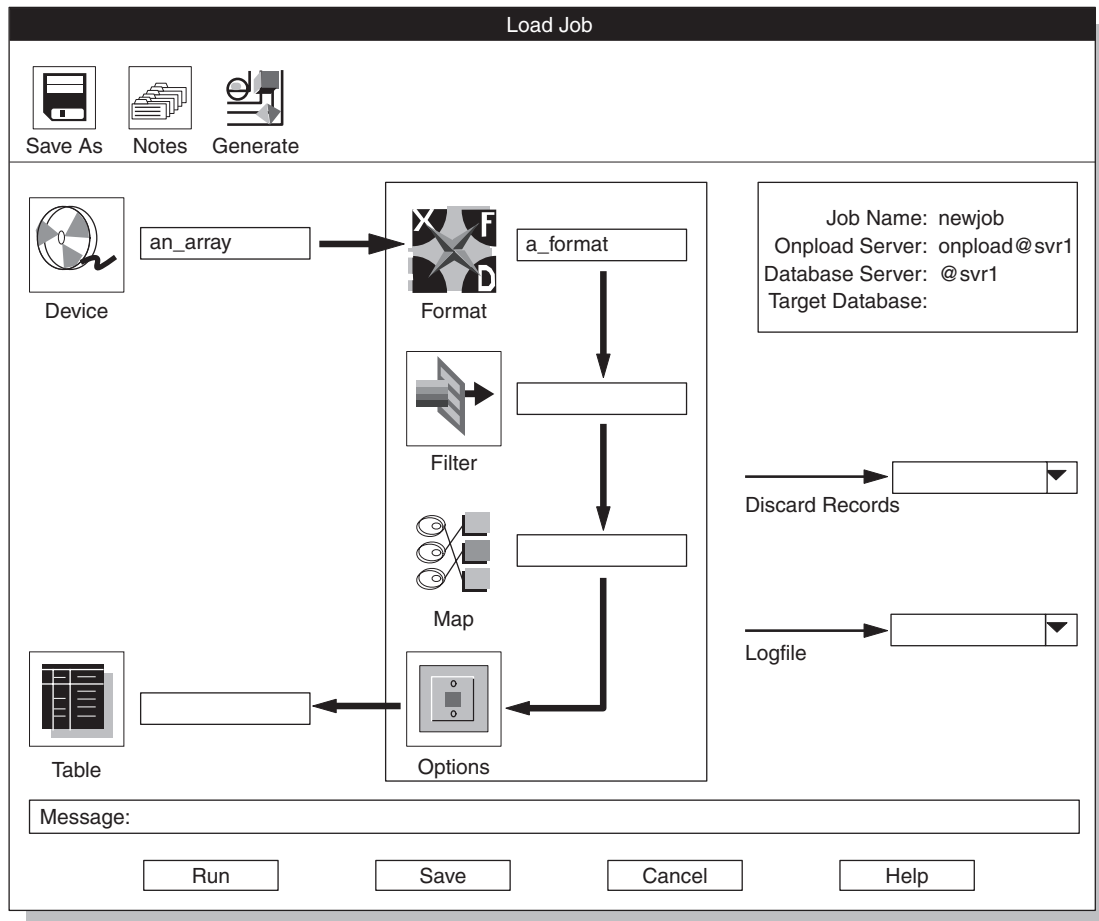 Load Job
Save As
Notes
Generate
Device
an_array
X F D
Format
a_format
Job Name: newjob
Onpload Server: onpload@svr1
Database Server: @svr1
Target Database:
Filter
Discard Records
Map
Logfile
Table
Options
Message:
Run
Save
Cancel
Help